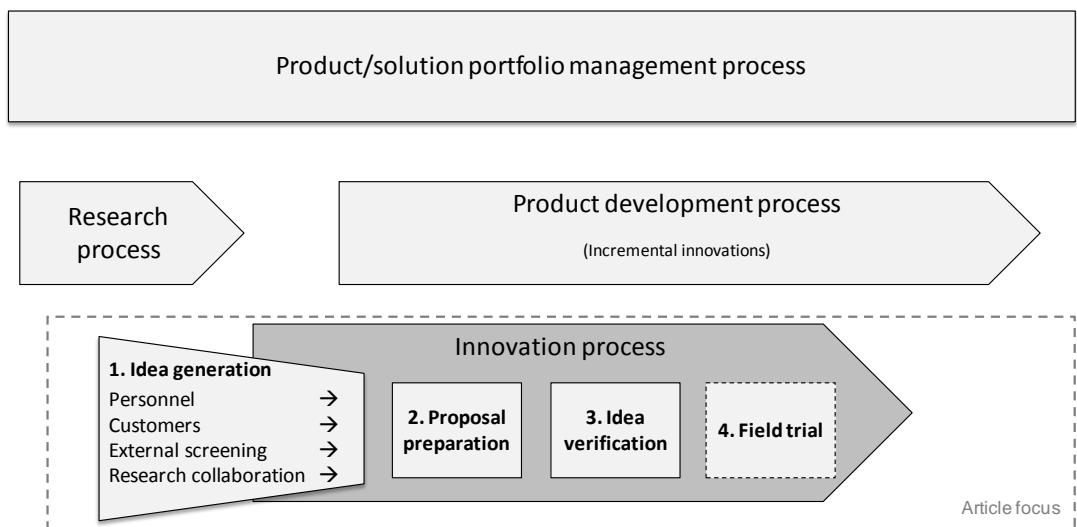 Product/solution portfolio management process
Research
process
Product development process
(Incremental innovations)
Innovation process
1. Idea generation
Personnel →
Customers →
External screening →
Research collaboration →
2. Proposal
preparation
3. Idea
verification
4. Field trial
Article focus